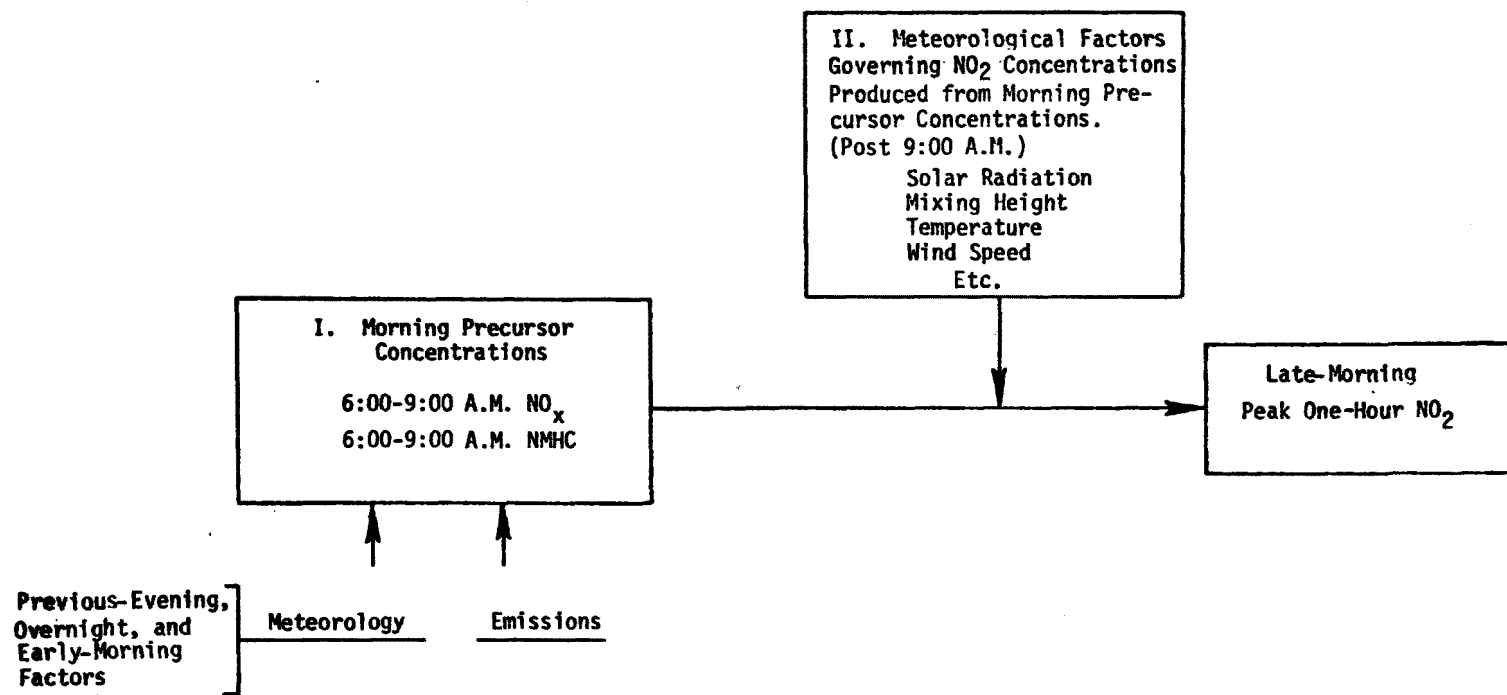 II. Meteorological Factors
Governing NO2 Concentrations
Produced from Morning Pre-
cursor Concentrations.
(Post 9:00 A.M.)
Solar Radiation
Mixing Height
Temperature
Wind Speed
Etc.
I. Morning Precursor
Concentrations
6:00-9:00 A.M. NOx
6:00-9:00 A.M. NMHC
Late-Morning
Peak One-Hour NO2
Previous-Evening,
Overnight, and
Early-Morning
Factors
Meteorology
Emissions